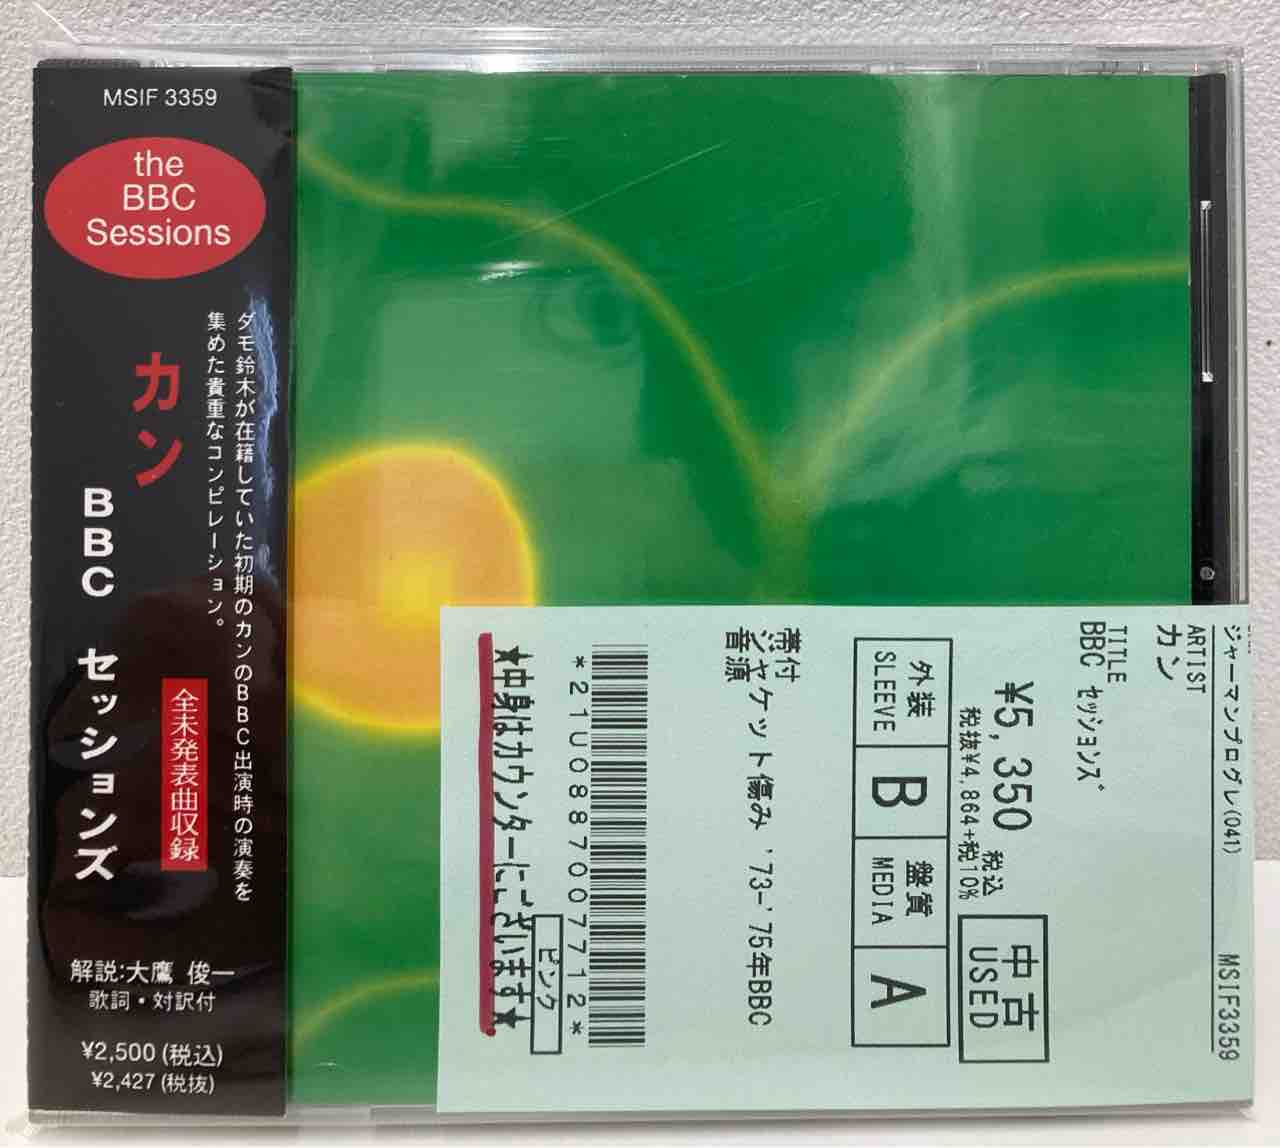 MSIF 3359
the
BBC
Sessions
ダモ鈴木が在籍していた初期のカンのBBC出演時の演奏を
集めた貴重なコンピレーション。
カン
BBC セッションズ
全未発表曲収録
解説:大鷹 俊一
歌詞・対訳付
¥2,500 (税込)
¥2,427 (税抜)
ジャーマンプログレ(041) MSIF3359
ARTIST
カン
TITLE
BBC セッションズ
¥5,350 税込
税抜¥4,864+税10%
中古
USED
外装
SLEEVE
B
盤質
MEDIA
A
帯付
ジャケット傷み '73-'75年BBC
音源
*21U088700771​2*
ピンク
★中身はカウンターにございます★